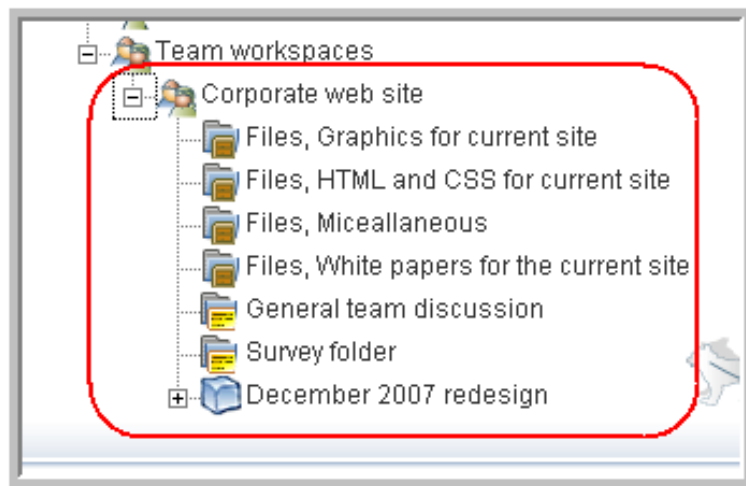 Team workspaces
Corporate web site
Files, Graphics for current site
Files, HTML and CSS for current site
Files, Miceallaneous
Files, White papers for the current site
General team discussion
Survey folder
December 2007 redesign